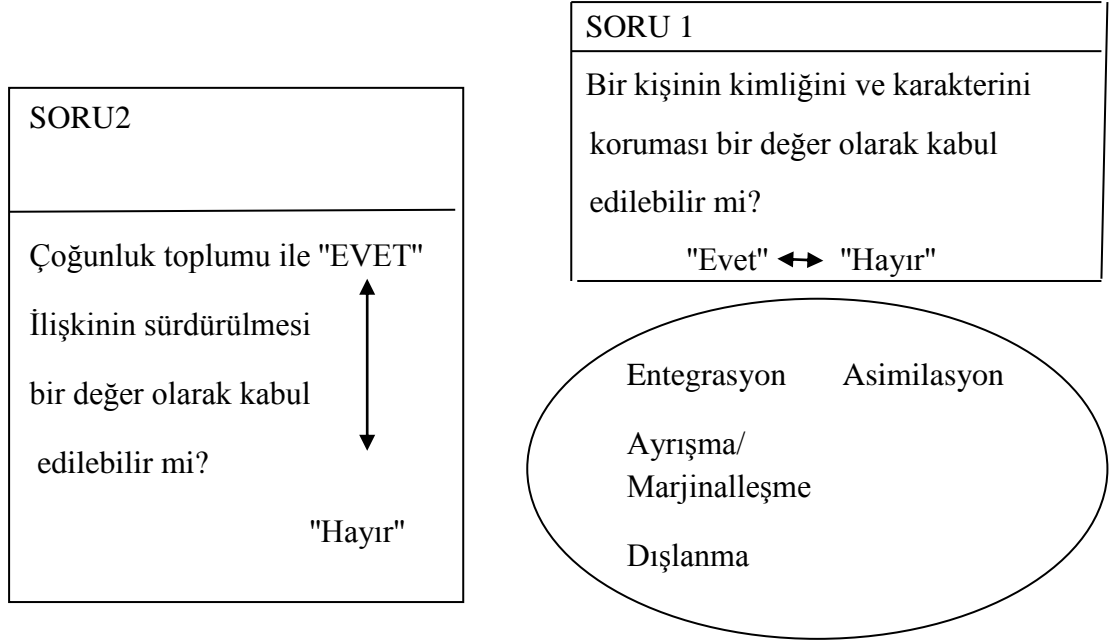 SORU 1
Bir kişinin kimliğini ve karakterini
koruması bir değer olarak kabul
edilebilir mi?
"Evet" "Hayır"
SORU2
Çoğunluk toplumu ile "EVET"
İlişkinin sürdürülmesi
bir değer olarak kabul
edilebilir mi?
"Hayır"
Entegrasyon Asimilasyon
Ayrışma/
Marjinalleşme
Dışlanma